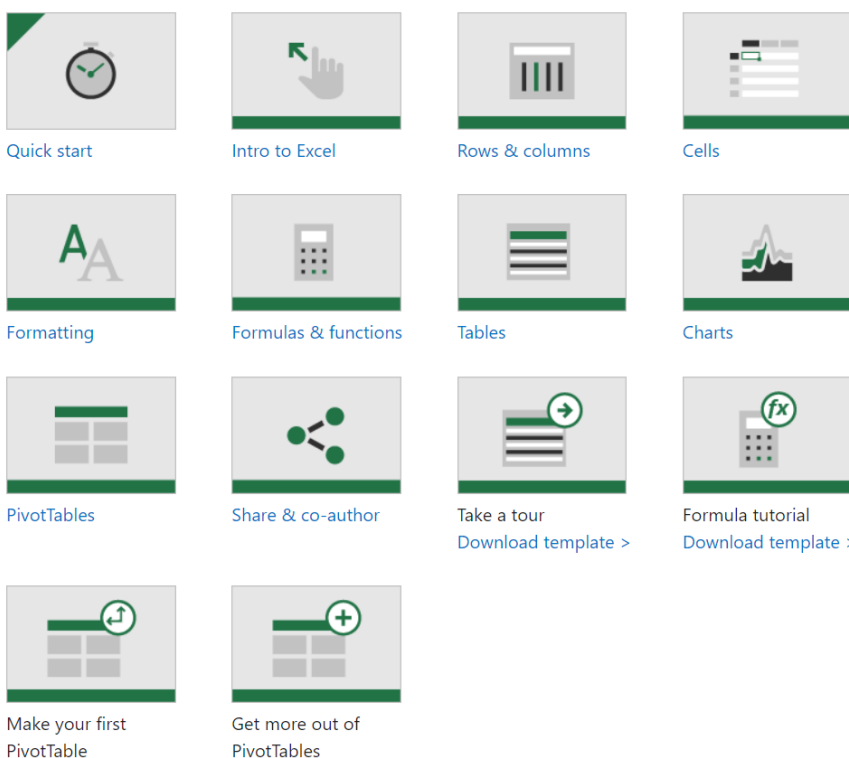 Quick start
Intro to Excel
Rows & columns
Cells
A A
Formatting
Formulas & functions
Tables
Charts
PivotTables
Share & co-author
fx
Take a tour
Download template >
Formula tutorial
Download template >
Make your first
PivotTable
Get more out of
PivotTables